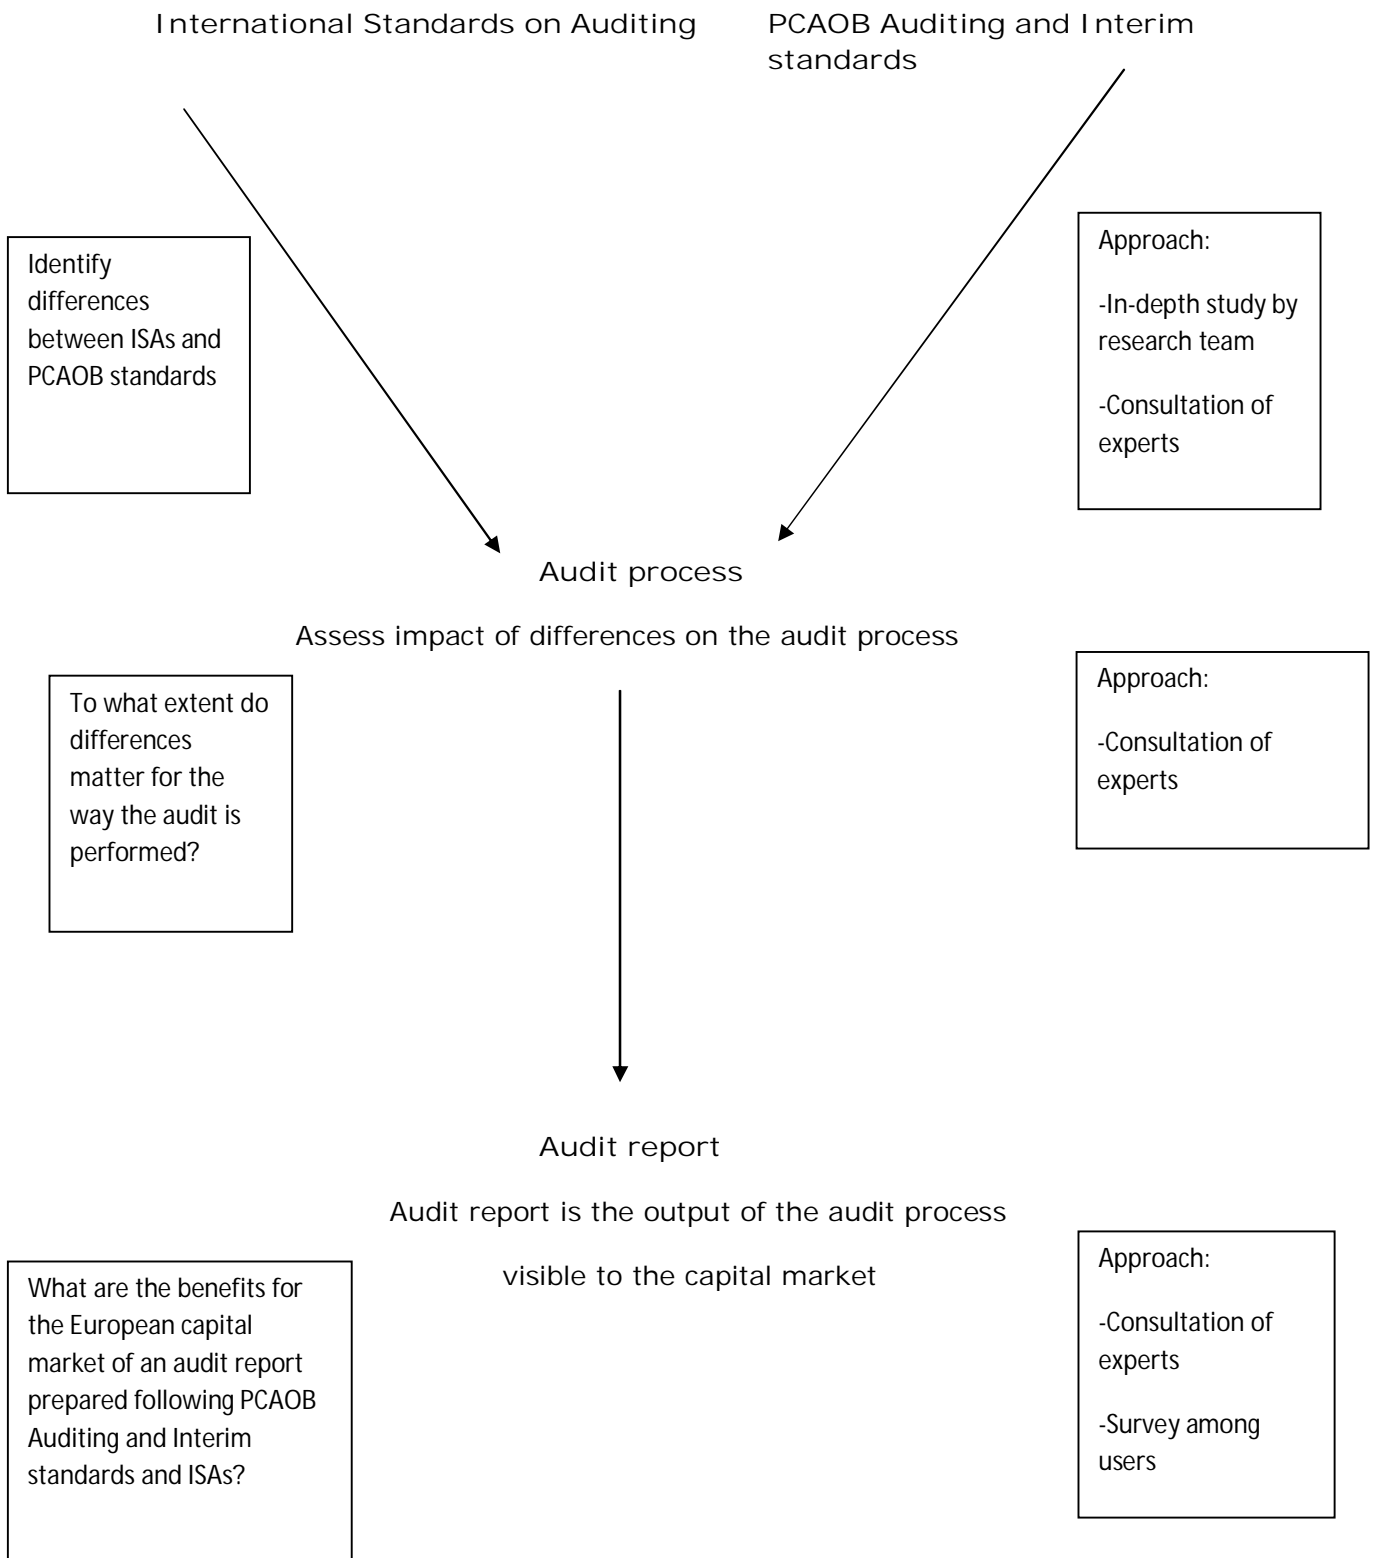 International Standards on Auditing
PCAOB Auditing and Interim
standards
Identify
differences
between ISAs and
PCAOB standards
Approach:
-In-depth study by
research team
-Consultation of
experts
Audit process
Assess impact of differences on the audit process
To what extent do
differences
matter for the
way the audit is
performed?
Approach:
-Consultation of
experts
Audit report
Audit report is the output of the audit process
visible to the capital market
What are the benefits for
the European capital
market of an audit report
prepared following PCAOB
Auditing and Interim
standards and ISAs?
Approach:
-Consultation of
experts
-Survey among
users